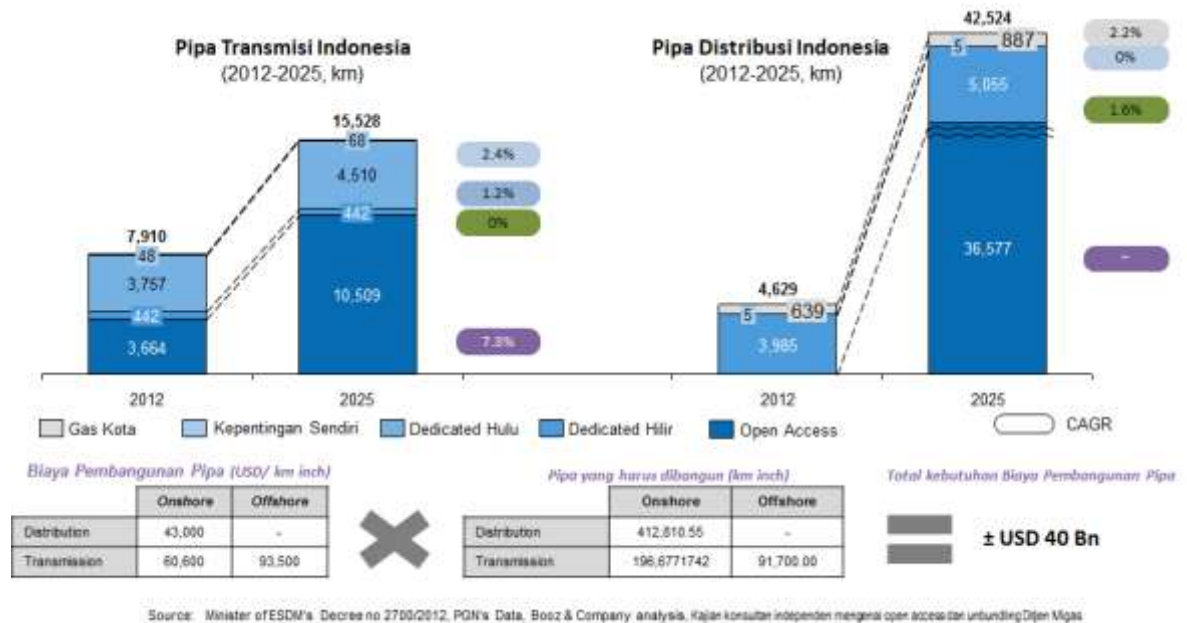 Pipa Transmisi Indonesia
(2012-2025, km)
15,528
68
4,510
442
10,509
7,910
48
3,757
442
3,664
2012
2025
2.4%
1.2%
0%
7.3%
Pipa Distribusi Indonesia
(2012-2025, km)
42,524
5 887
5,055
36,577
4,629
5 639
3,985
2012
2025
2.2%
0%
1.6%
-
Gas Kota Kepentingan Sendiri Dedicated Hulu Dedicated Hilir Open Access CAGR
Biaya Pembangunan Pipa (USD/ km inch)
Onshore Offshore
Distribution 43,000 -
Transmission 60,600 93,500
Pipa yang harus dibangun (km inch)
Onshore Offshore
Distribution 412,810.55 -
Transmission 196,6771742 91,700.00
Total kebutuhan Biaya Pembangunan Pipa
± USD 40 Bn
Source: Minister of ESDM's Decree no 2700/2012, PGN's Data, Booz & Company analysis, Kajian konsultan independen mengenai open access dan unbundling Ditjen Migas